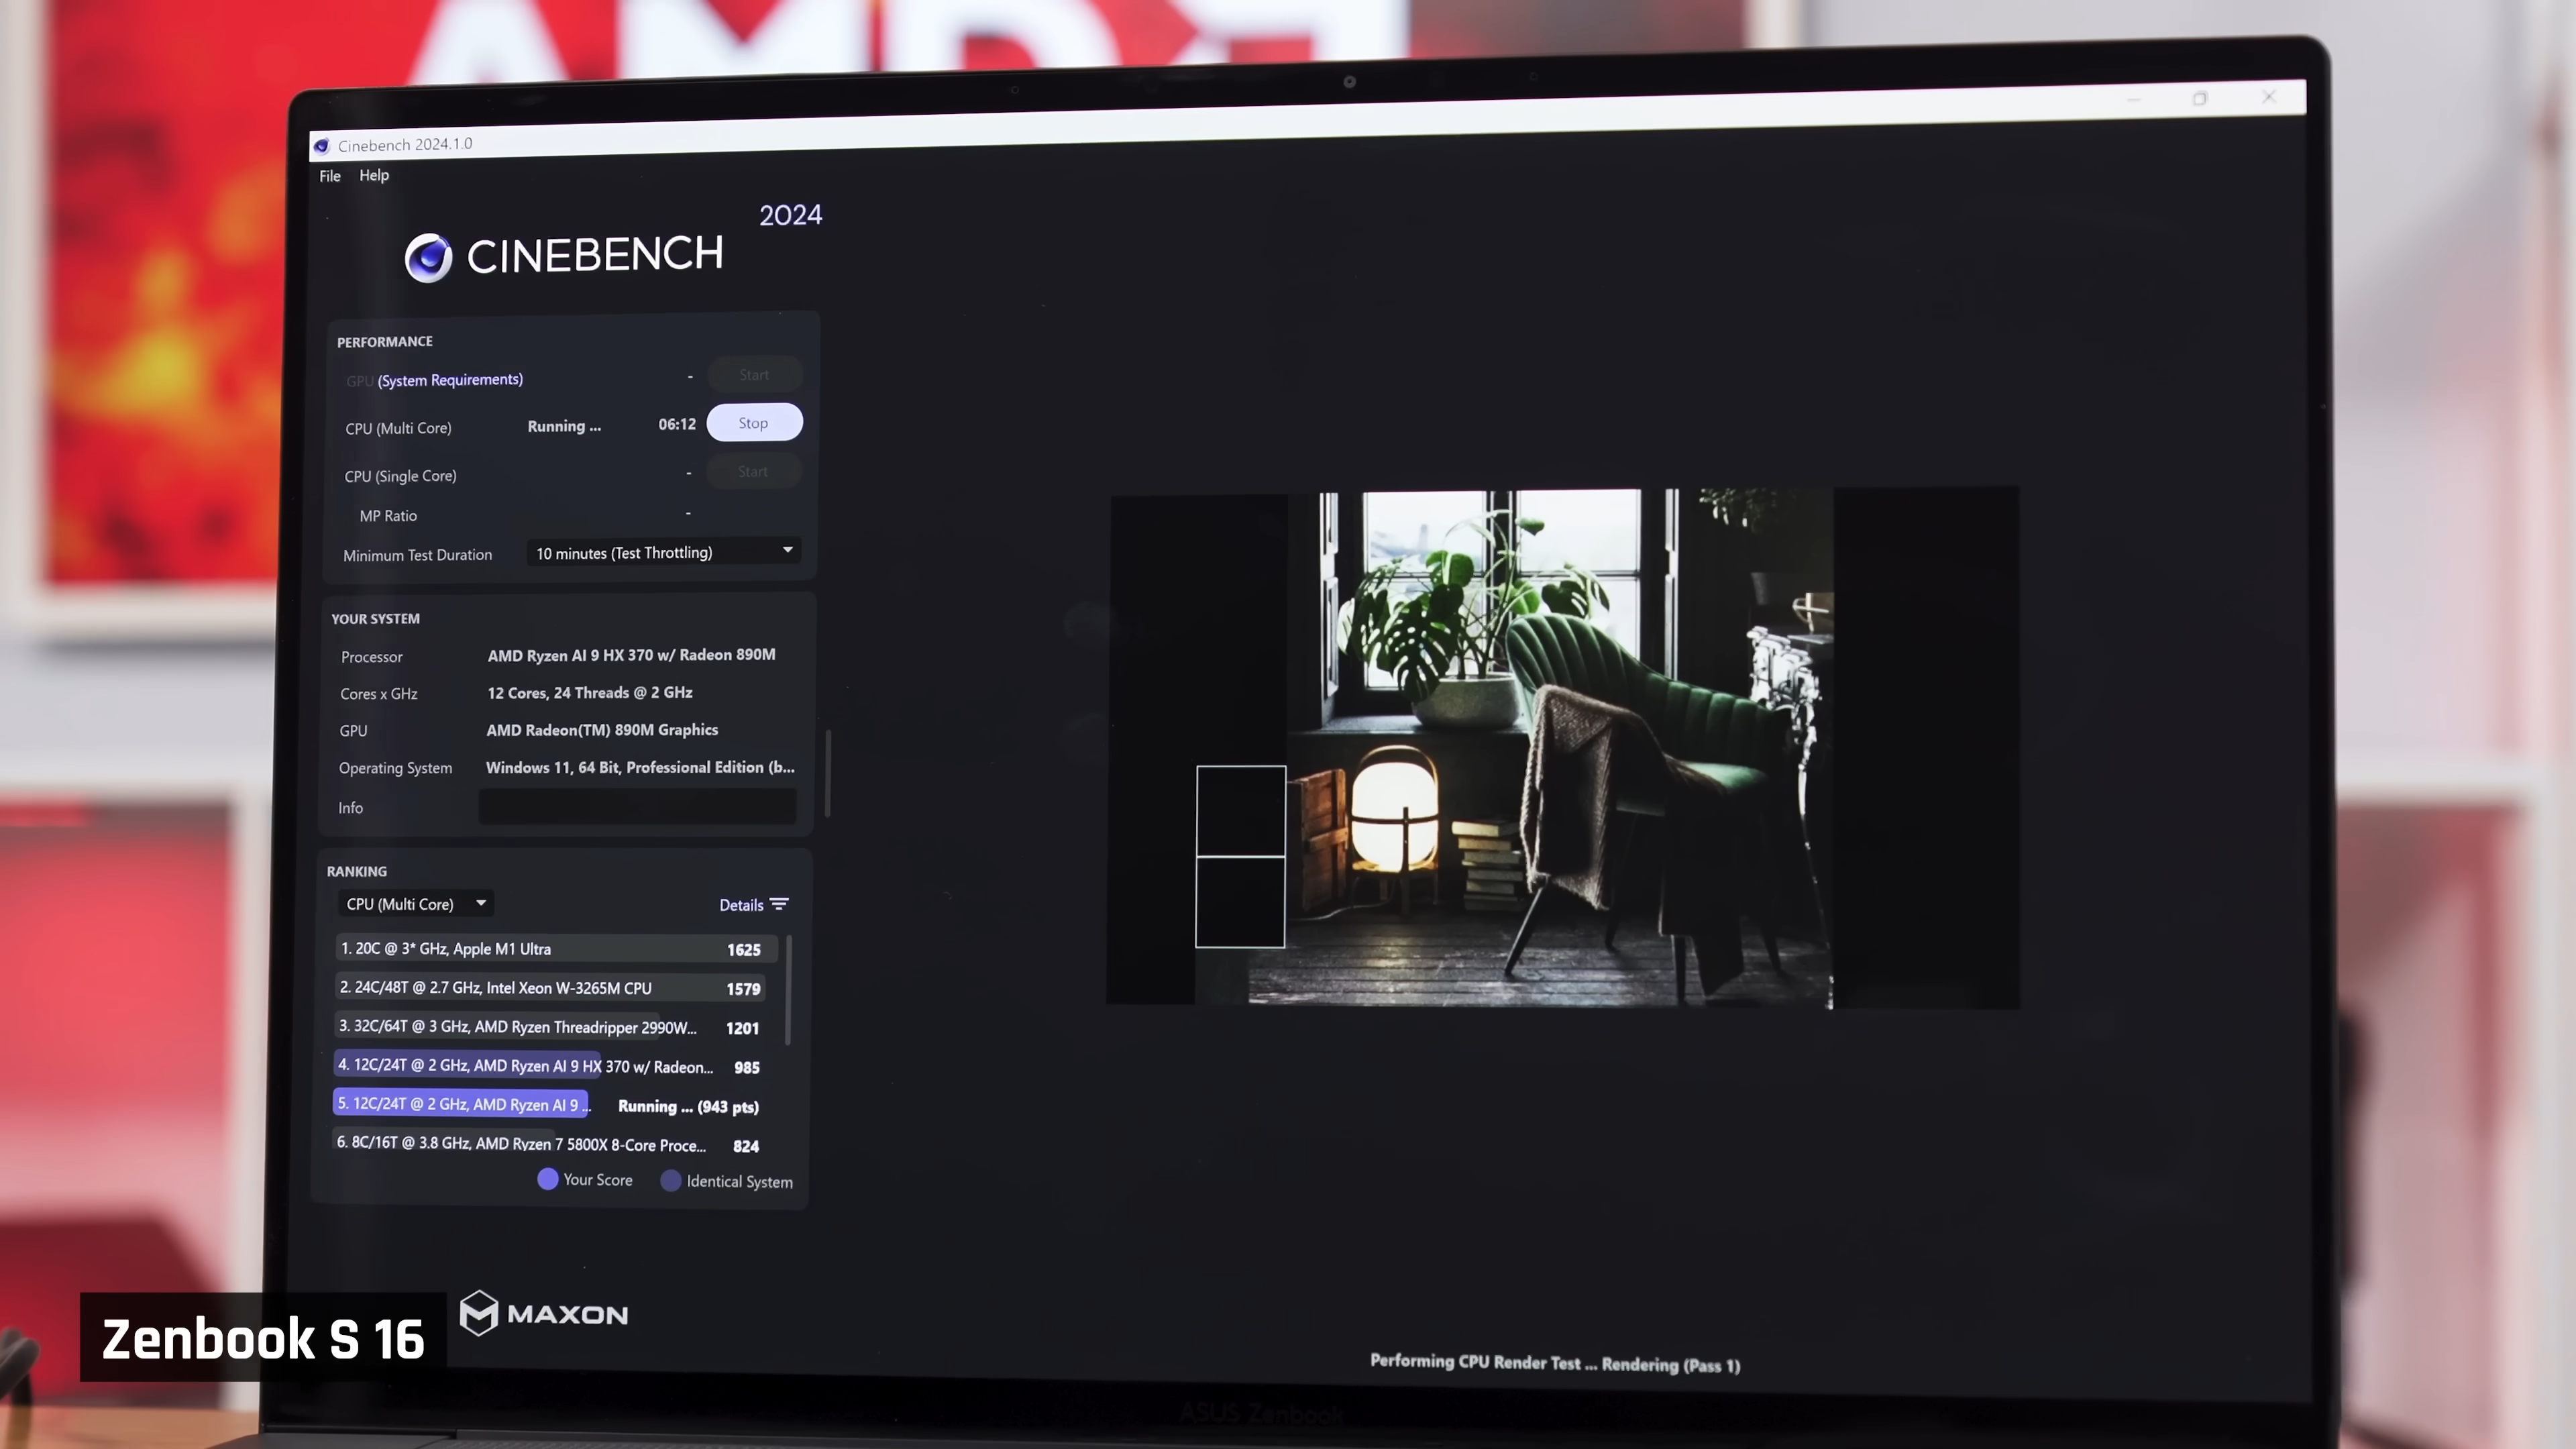 AMD
Cinebench 2024.1.0
File Help
2024
CINEBENCH
PERFORMANCE
GPU (System Requirements) - Start
CPU (Multi Core) Running ... 06:12 Stop
CPU (Single Core) - Start
MP Ratio -
Minimum Test Duration 10 minutes (Test Throttling)
YOUR SYSTEM
Processor AMD Ryzen AI 9 HX 370 w/ Radeon 890M
Cores x GHz 12 Cores, 24 Threads @ 2 GHz
GPU AMD Radeon(TM) 890M Graphics
Operating System Windows 11, 64 Bit, Professional Edition (b...
Info
RANKING
CPU (Multi Core) Details
1. 20C @ 3* GHz, Apple M1 Ultra 1625
2. 24C/48T @ 2.7 GHz, Intel Xeon W-3265M CPU 1579
3. 32C/64T @ 3 GHz, AMD Ryzen Threadripper 2990W... 1201
4. 12C/24T @ 2 GHz, AMD Ryzen AI 9 HX 370 w/ Radeon... 985
5. 12C/24T @ 2 GHz, AMD Ryzen AI 9 ... Running ... (943 pts)
6. 8C/16T @ 3.8 GHz, AMD Ryzen 7 5800X 8-Core Proce... 824
Your Score Identical System
MAXON
Zenbook S 16
Performing CPU Render Test ... Rendering (Pass 1)
ASUS Zenbook